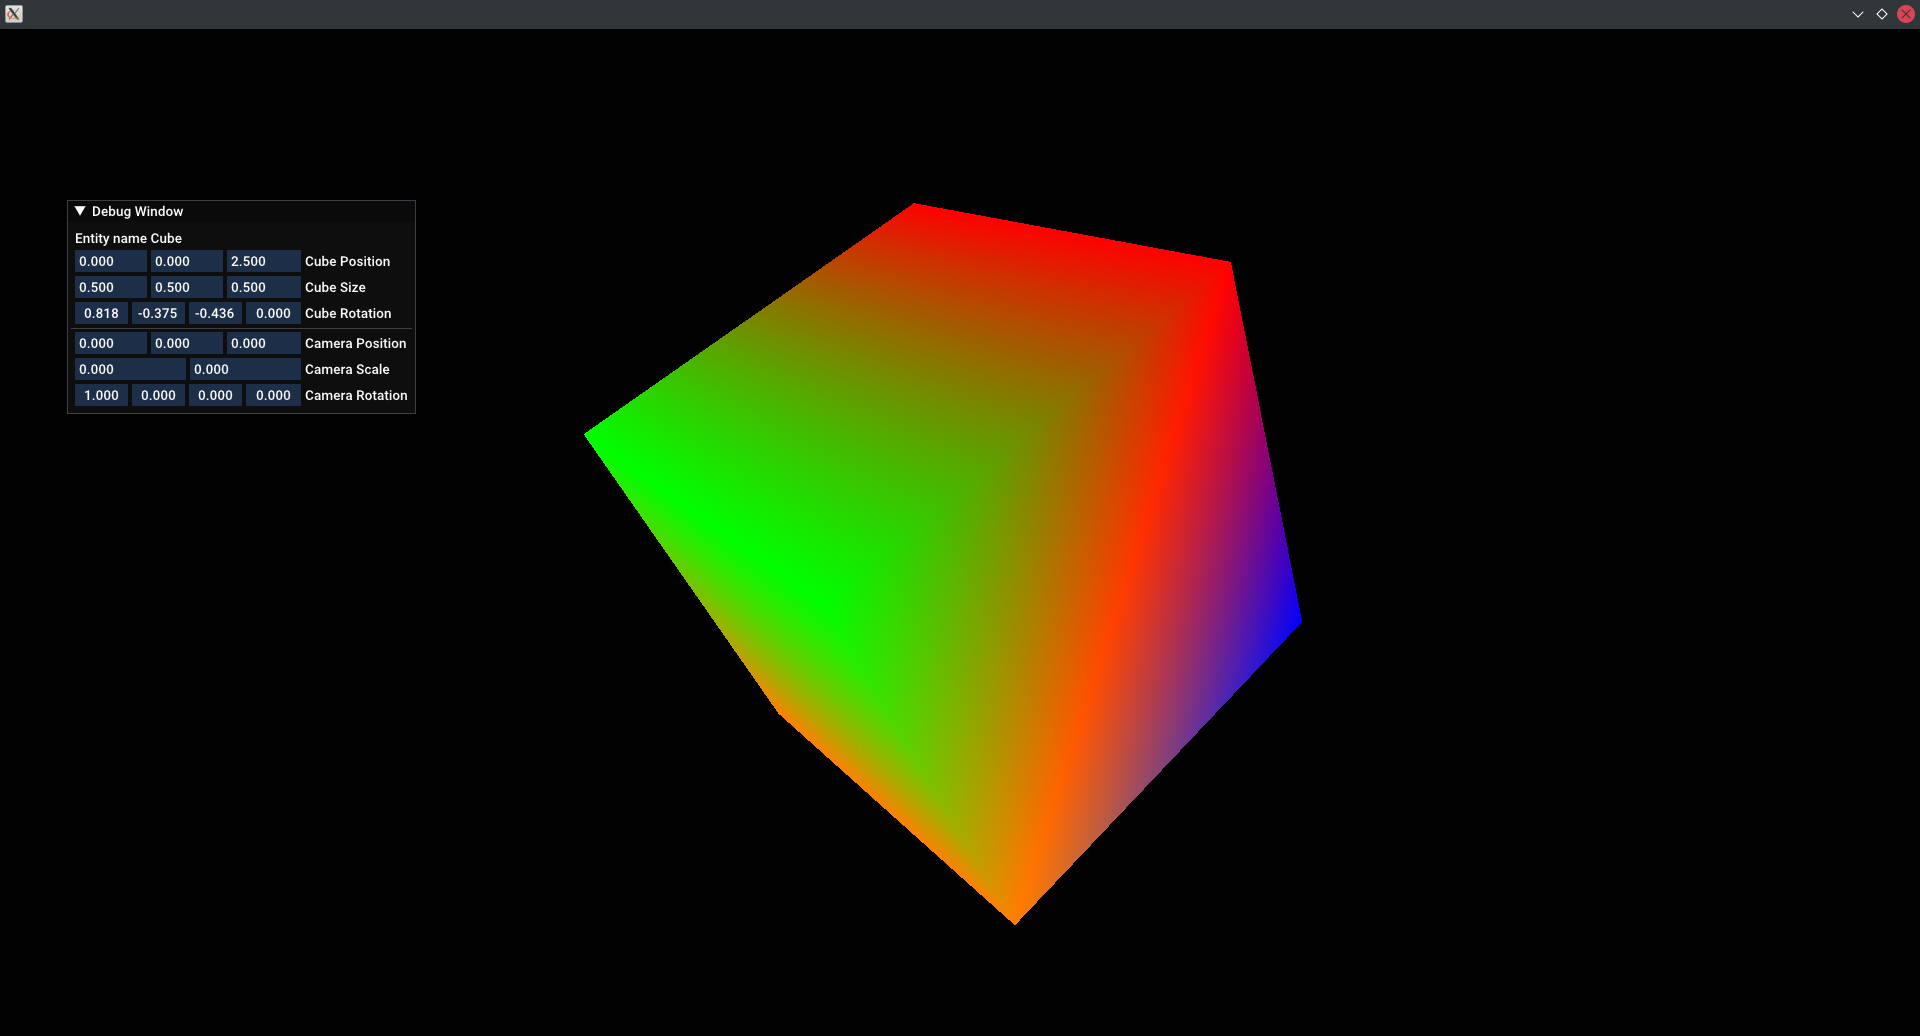 Debug Window
Entity name Cube
0.000 0.000 2.500 Cube Position
0.500 0.500 0.500 Cube Size
0.818 -0.375 -0.436 0.000 Cube Rotation
0.000 0.000 0.000 Camera Position
0.000 0.000 Camera Scale
1.000 0.000 0.000 0.000 Camera Rotation